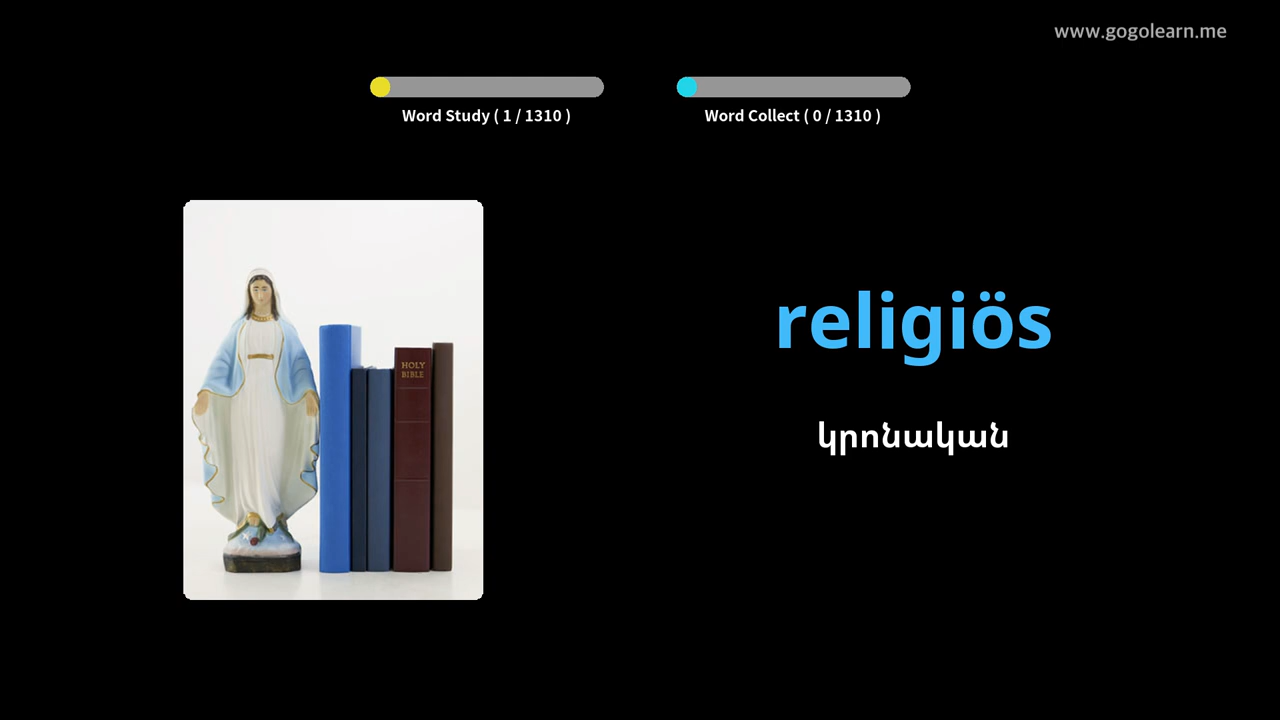 www.gogolearn.me
Word Study ( 1 / 1310 )
Word Collect ( 0 / 1310 )
HOLY
BIBLE
religiös
կրոնական